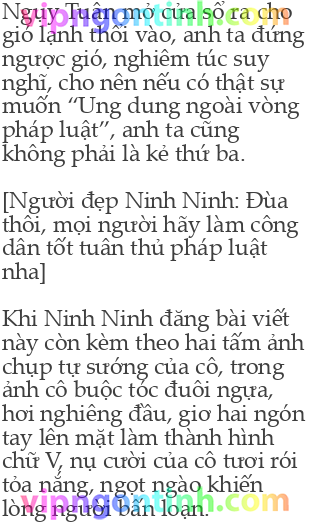 Ngụy Tuân mở cửa sổ ra cho
gió lạnh thổi vào, anh ta đứng
ngược gió, nghiêm túc suy
nghĩ, cho nên nếu có thật sự
muốn “Ung dung ngoài vòng
pháp luật”, anh ta cũng
không phải là kẻ thứ ba.
[Người đẹp Ninh Ninh: Đùa
thôi, mọi người hãy làm công
dân tốt tuân thủ pháp luật
nha]
Khi Ninh Ninh đăng bài viết
này còn kèm theo hai tấm ảnh
chụp tự sướng của cô, trong
ảnh cô buộc tóc đuôi ngựa,
hơi nghiêng đầu, giơ hai ngón
tay lên mặt làm thành hình
chữ V, nụ cười của cô tươi rói
tỏa nắng, ngọt ngào khiến
lòng người bấn loạn.
vipngontinh.com
vipngontinh.com